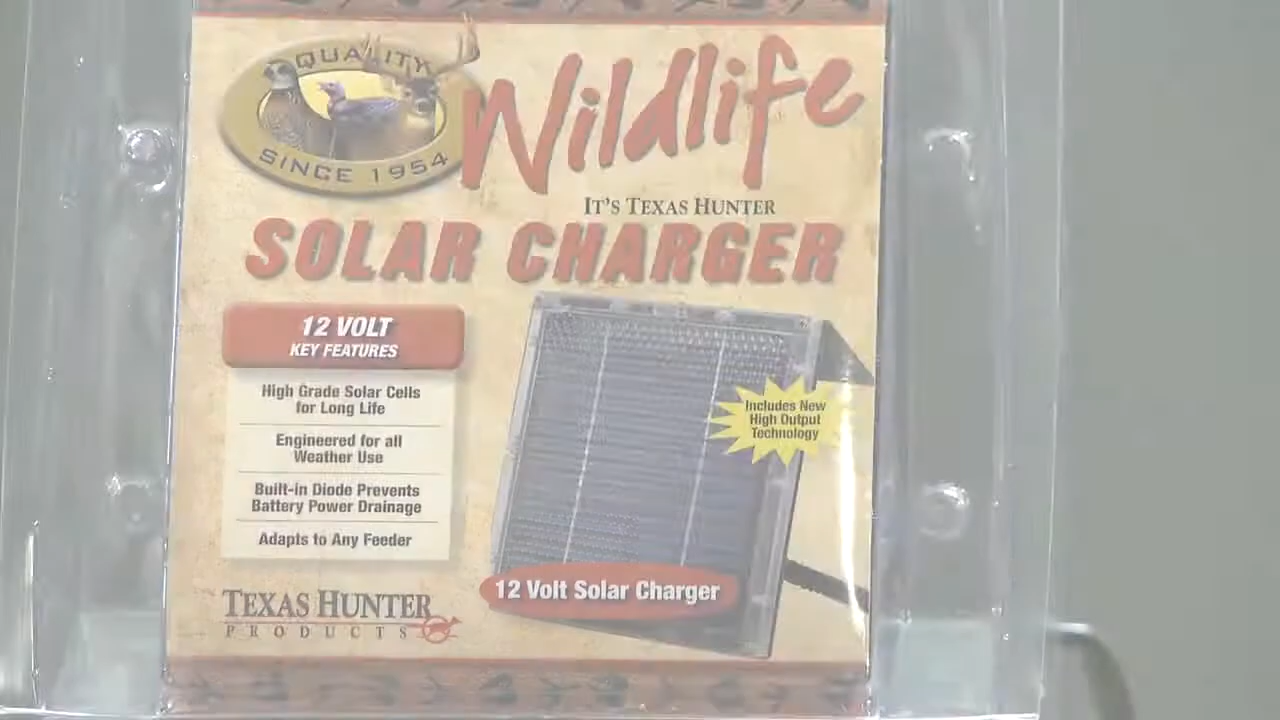 QUALITY
SINCE 1954
Wildlife
IT'S TEXAS HUNTER
SOLAR CHARGER
12 VOLT
KEY FEATURES
High Grade Solar Cells
for Long Life
Engineered for all
Weather Use
Built-in Diode Prevents
Battery Power Drainage
Adapts to Any Feeder
Includes New
High Output
Technology
12 Volt Solar Charger
TEXAS HUNTER
PRODUCTS